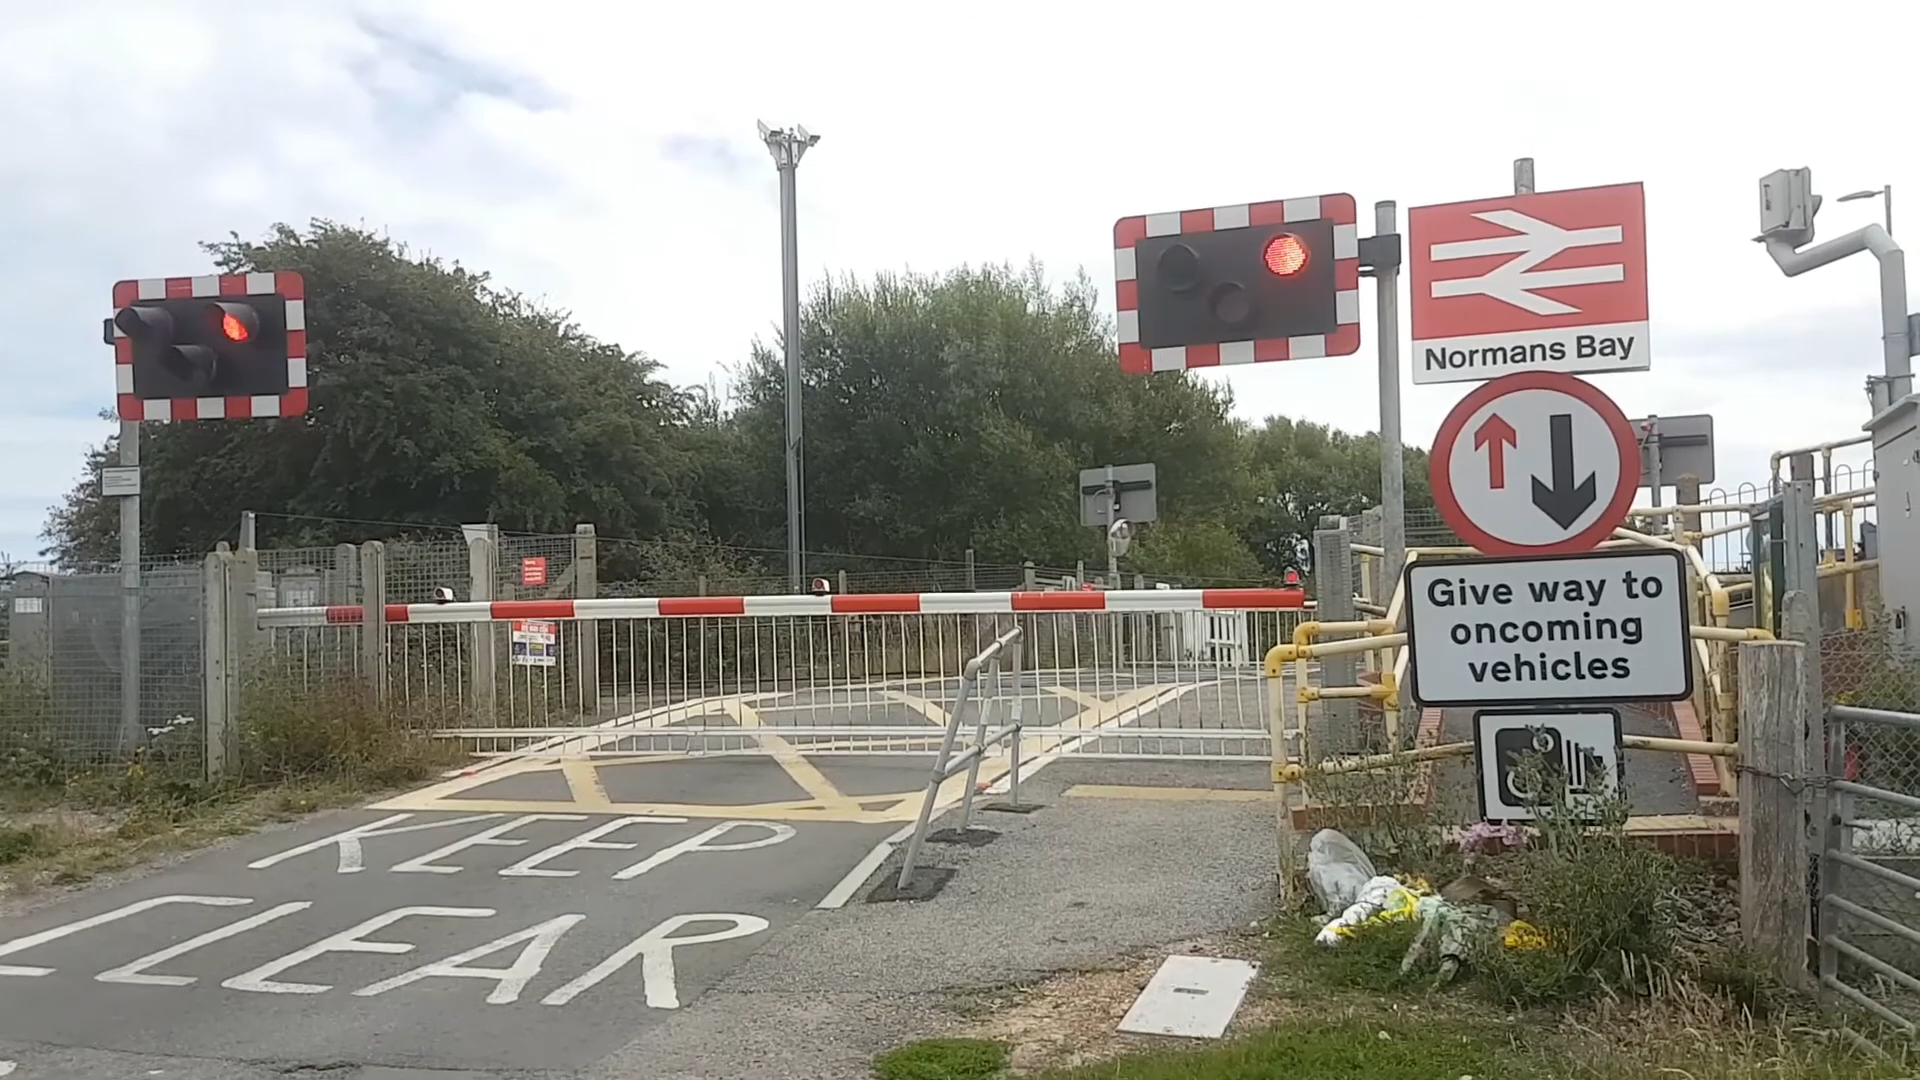 Normans Bay
Give way to
oncoming
vehicles
KEEP
CLEAR